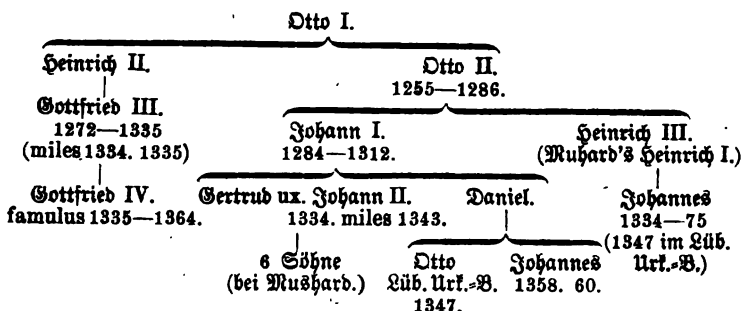 Otto I.
Heinrich II.
Otto II.
1255—1286.
Gottfried III.
1272—1335
(miles 1334. 1335)
Johann I.
1284—1312.
Heinrich III.
(Muhard's Heinrich I.)
Gottfried IV.
famulus 1335—1364.
Gertrud ux. Johann II.
1334. miles 1343.
Daniel.
Johannes
1334—75
(1347 im Lüb.
Urk.=B.)
6 Söhne
(bei Mushard.)
Otto
Lüb. Urk.=B.
1347.
Johannes
1358. 60.